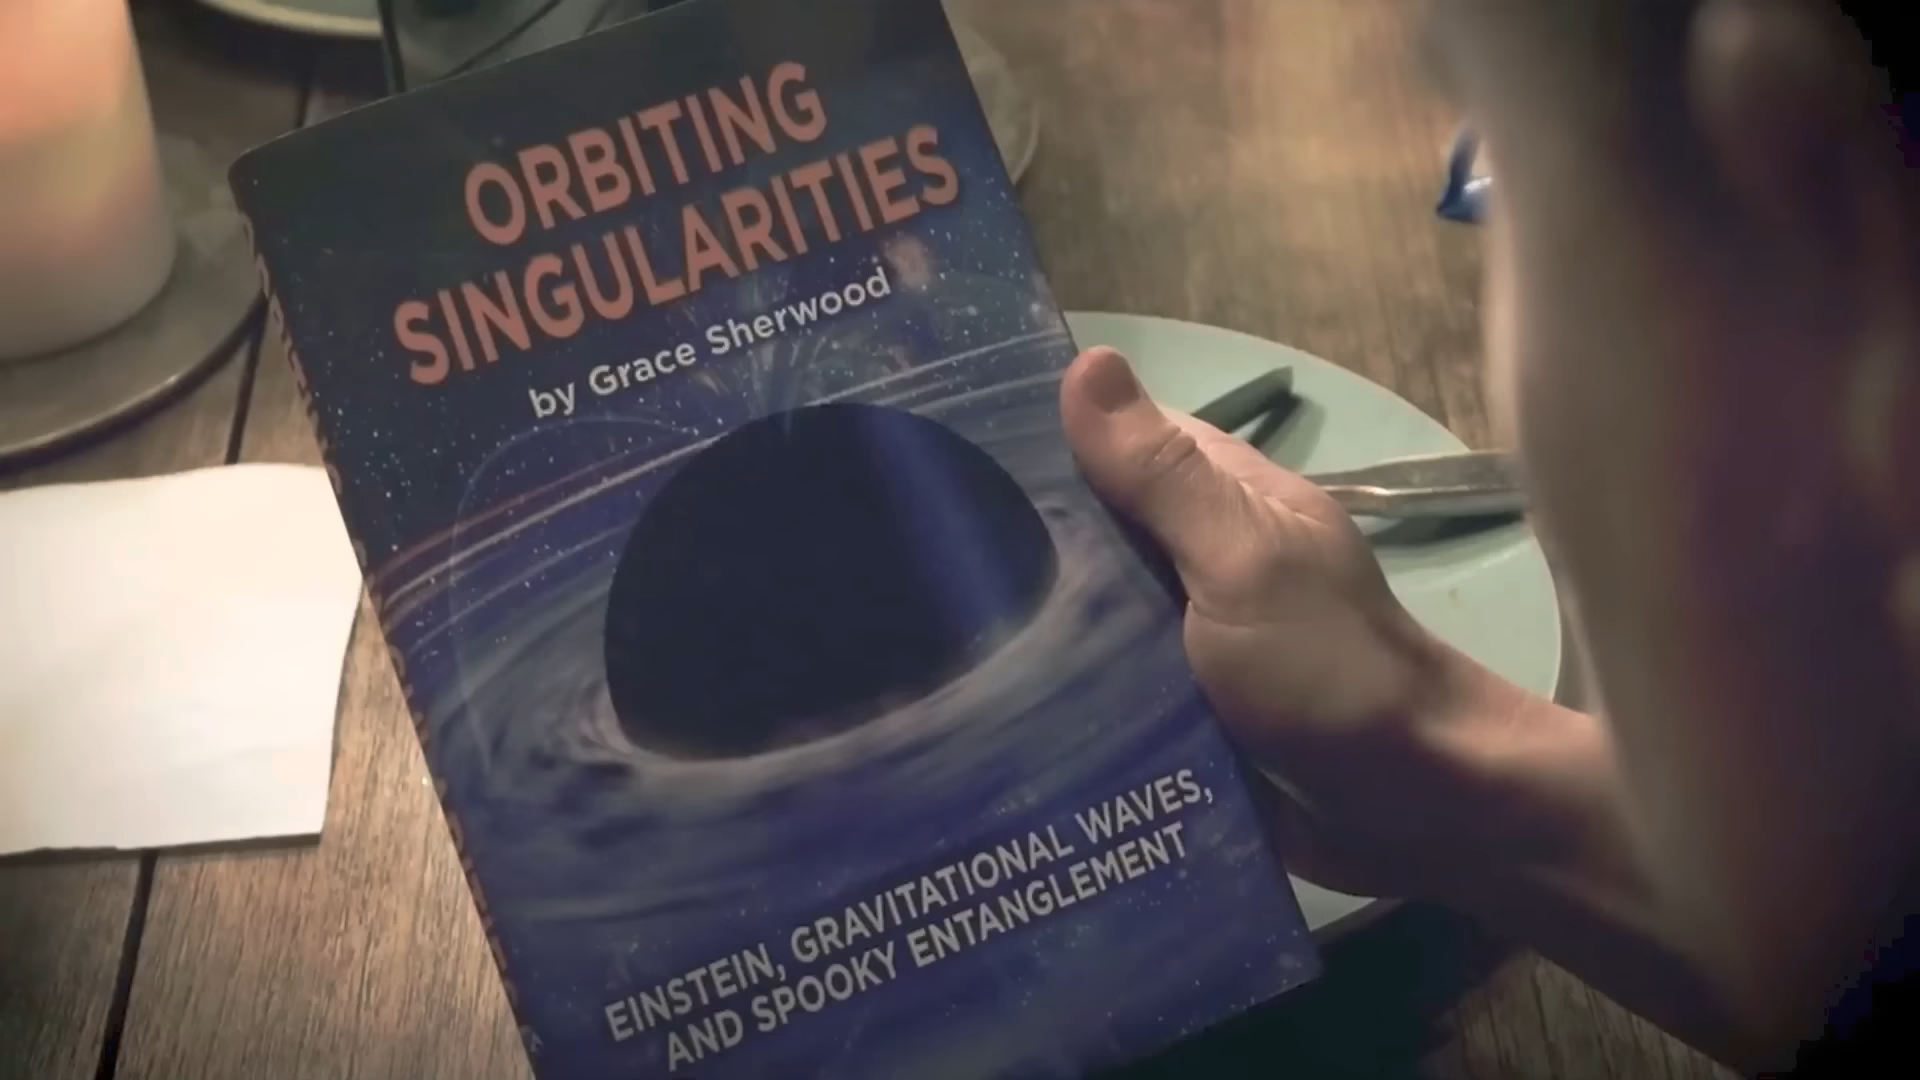 ORBITING
SINGULARITIES
by Grace Sherwood
EINSTEIN, GRAVITATIONAL WAVES,
AND SPOOKY ENTANGLEMENT